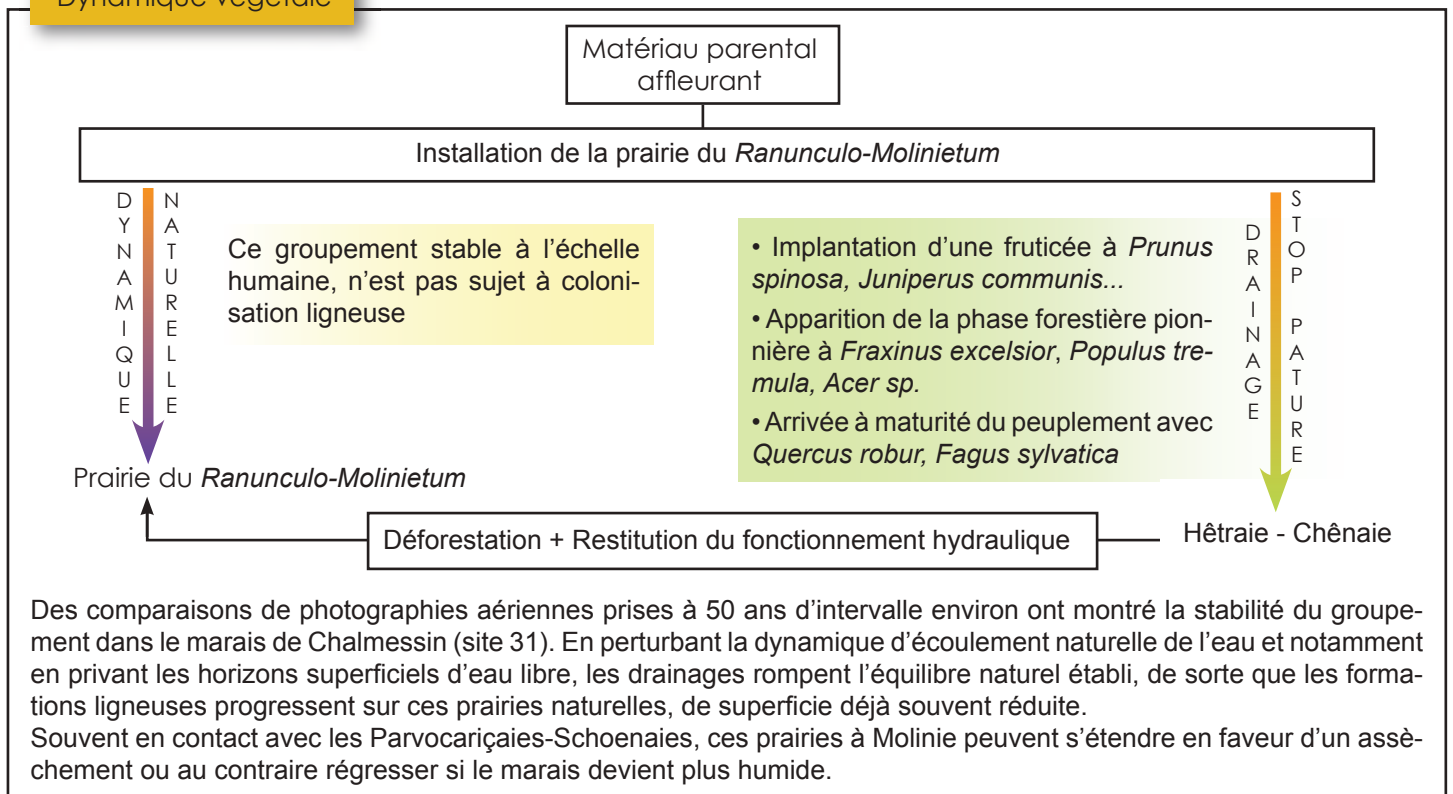 Dynamique végétale
Matériau parental
affleurant
Installation de la prairie du Ranunculo-Molinietum
DYNAMIQUE
NATURELLE
Ce groupement stable à l'échelle
humaine, n'est pas sujet à coloni-
sation ligneuse
• Implantation d'une fruticée à Prunus
spinosa, Juniperus communis...
• Apparition de la phase forestière pion-
nière à Fraxinus excelsior, Populus tre-
mula, Acer sp.
• Arrivée à maturité du peuplement avec
Quercus robur, Fagus sylvatica
DRAINAGE
STOP PATURE
Prairie du Ranunculo-Molinietum
Déforestation + Restitution du fonctionnement hydraulique
Hêtraie - Chênaie
Des comparaisons de photographies aériennes prises à 50 ans d'intervalle environ ont montré la stabilité du groupe-
ment dans le marais de Chalmessin (site 31). En perturbant la dynamique d'écoulement naturelle de l'eau et notamment
en privant les horizons superficiels d'eau libre, les drainages rompent l'équilibre naturel établi, de sorte que les forma-
tions ligneuses progressent sur ces prairies naturelles, de superficie déjà souvent réduite.
Souvent en contact avec les Parvocariçaies-Schoenaies, ces prairies à Molinie peuvent s'étendre en faveur d'un assè-
chement ou au contraire régresser si le marais devient plus humide.